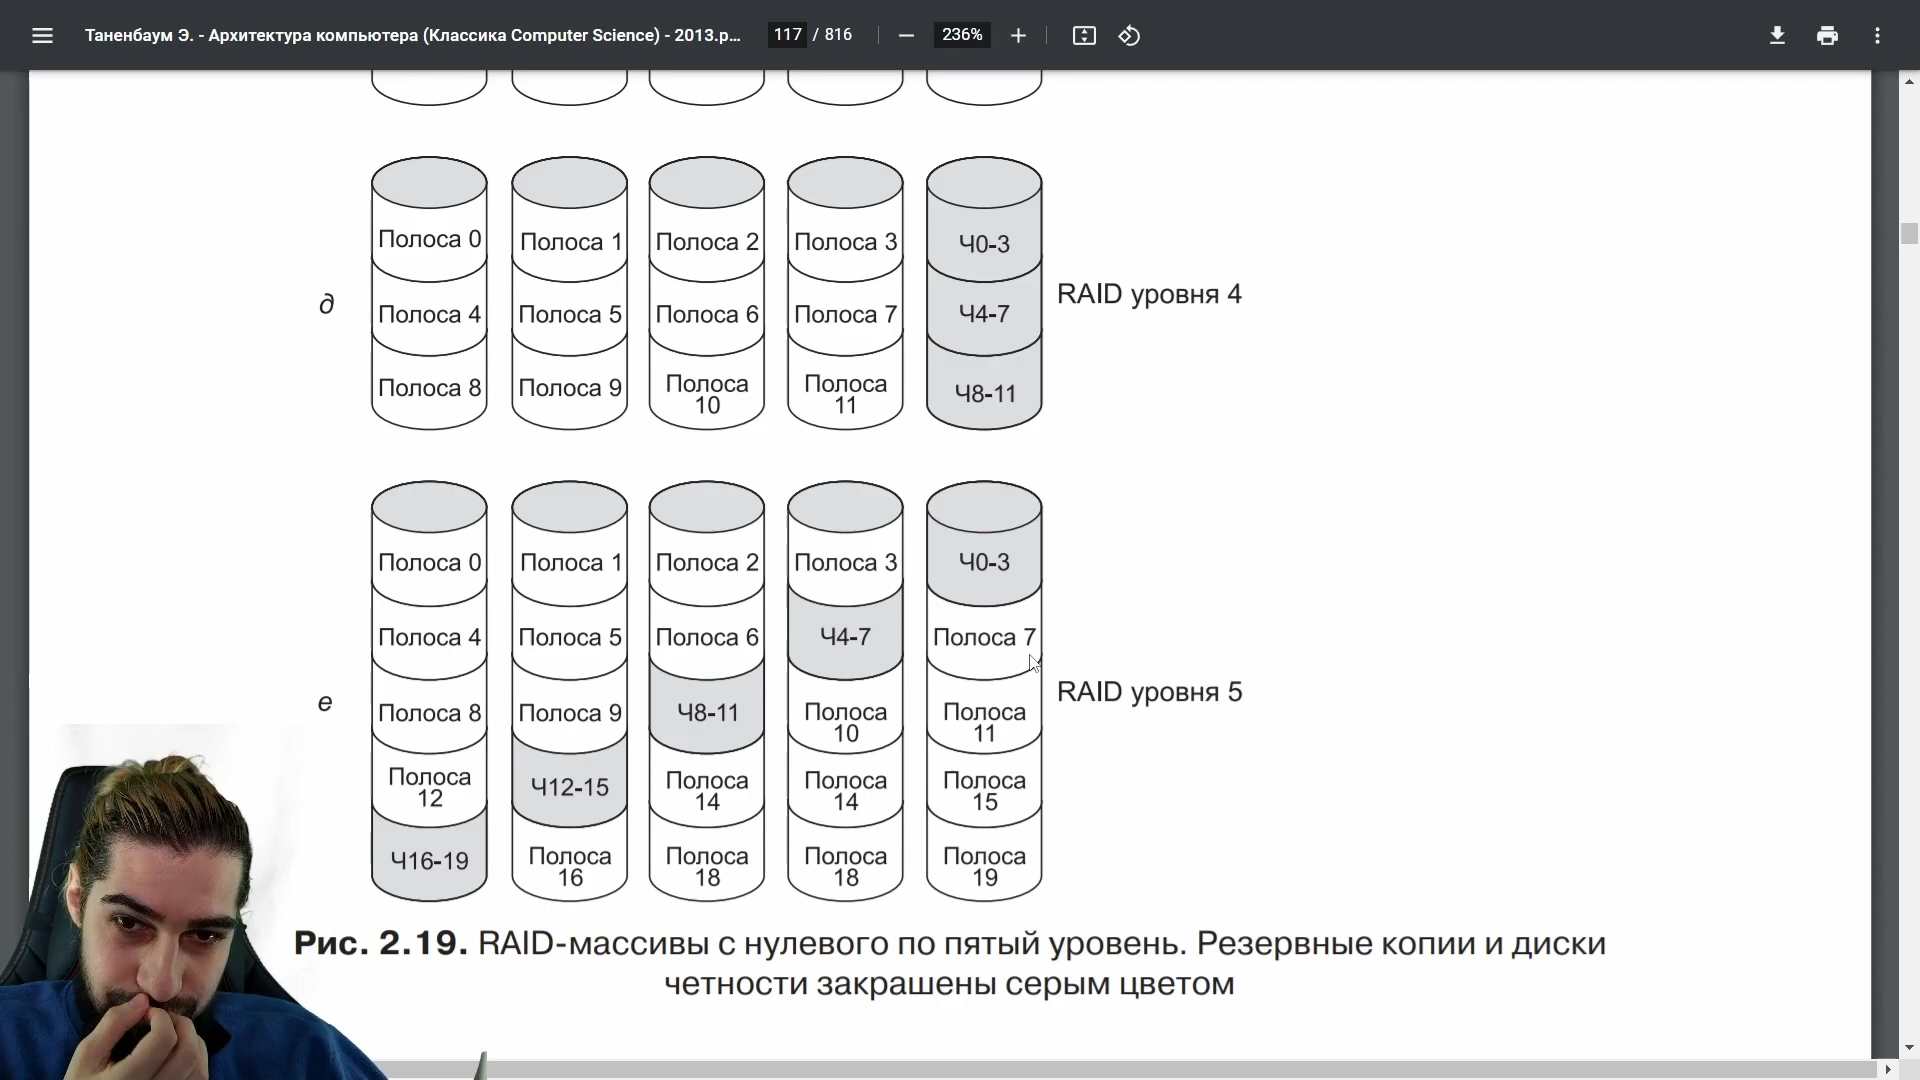 Таненбаум Э. - Архитектура компьютера (Классика Computer Science) - 2013.p... 117 / 816 236%
Полоса 0 Полоса 1 Полоса 2 Полоса 3 Ч0-3
д Полоса 4 Полоса 5 Полоса 6 Полоса 7 Ч4-7 RAID уровня 4
Полоса 8 Полоса 9 Полоса 10 Полоса 11 Ч8-11
Полоса 0 Полоса 1 Полоса 2 Полоса 3 Ч0-3
Полоса 4 Полоса 5 Полоса 6 Ч4-7 Полоса 7
е Полоса 8 Полоса 9 Ч8-11 Полоса 10 Полоса 11 RAID уровня 5
Полоса 12 Ч12-15 Полоса 14 Полоса 14 Полоса 15
Ч16-19 Полоса 16 Полоса 18 Полоса 18 Полоса 19
Рис. 2.19. RAID-массивы с нулевого по пятый уровень. Резервные копии и диски
четности закрашены серым цветом